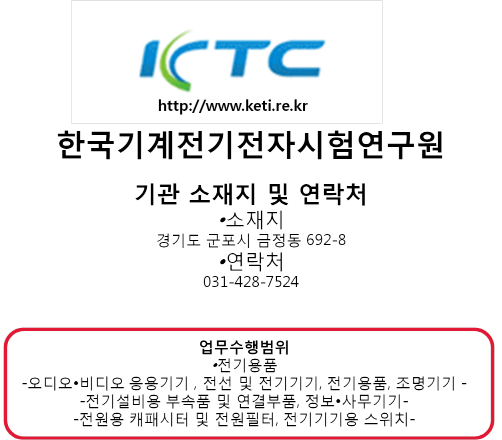 KTC
http://www.keti.re.kr
한국기계전기전자시험연구원
기관 소재지 및 연락처
•소재지
경기도 군포시 금정동 692-8
•연락처
031-428-7524
업무수행범위
•전기용품
-오디오•비디오 응용기기 , 전선 및 전기기기, 전기용품, 조명기기 -
-전기설비용 부속품 및 연결부품, 정보•사무기기-
-전원용 캐패시터 및 전원필터, 전기기기용 스위치-